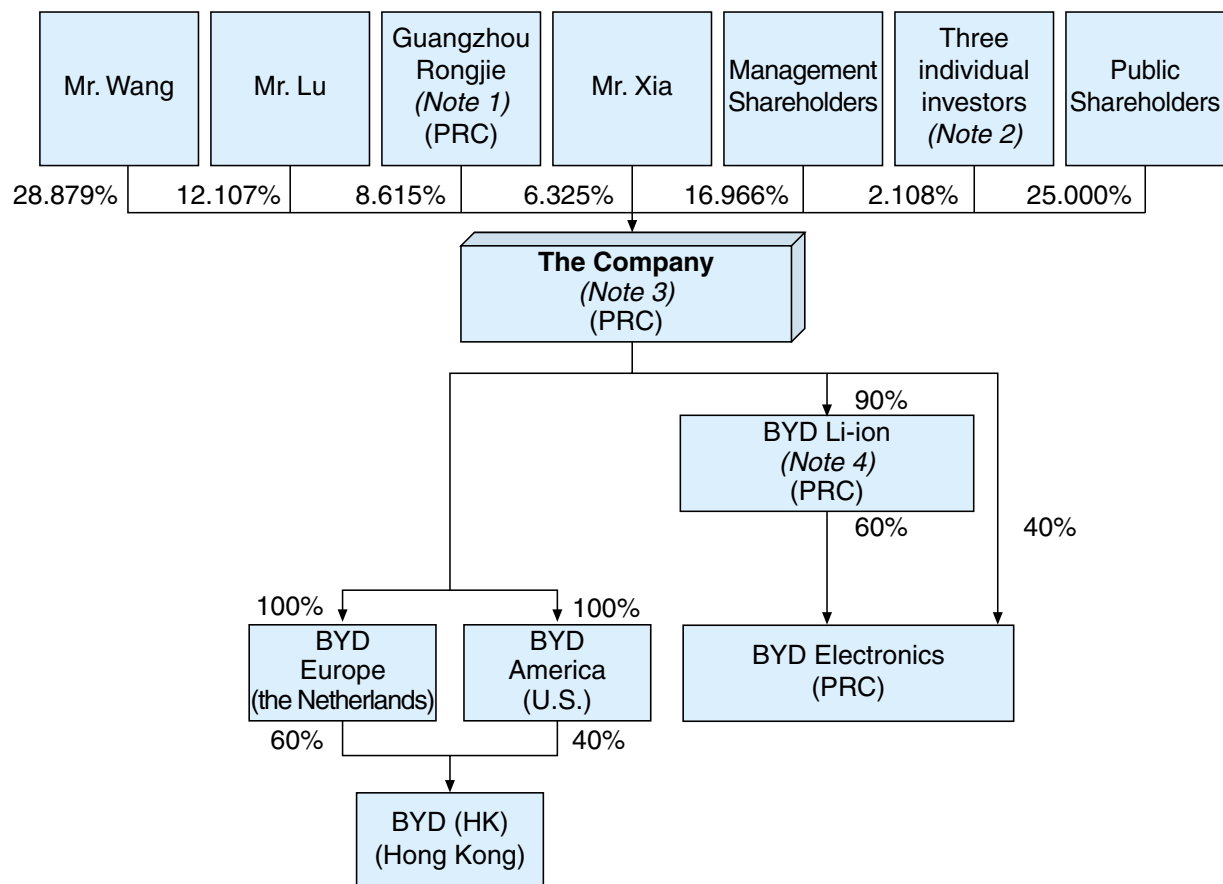 Mr. Wang
Mr. Lu
Guangzhou
Rongjie
(Note 1)
(PRC)
Mr. Xia
Management
Shareholders
Three
individual
investors
(Note 2)
Public
Shareholders
28.879%
12.107%
8.615%
6.325%
16.966%
2.108%
25.000%
The Company
(Note 3)
(PRC)
90%
BYD Li-ion
(Note 4)
(PRC)
60%
40%
100%
100%
BYD
Europe
(the Netherlands)
BYD
America
(U.S.)
BYD Electronics
(PRC)
60%
40%
BYD (HK)
(Hong Kong)